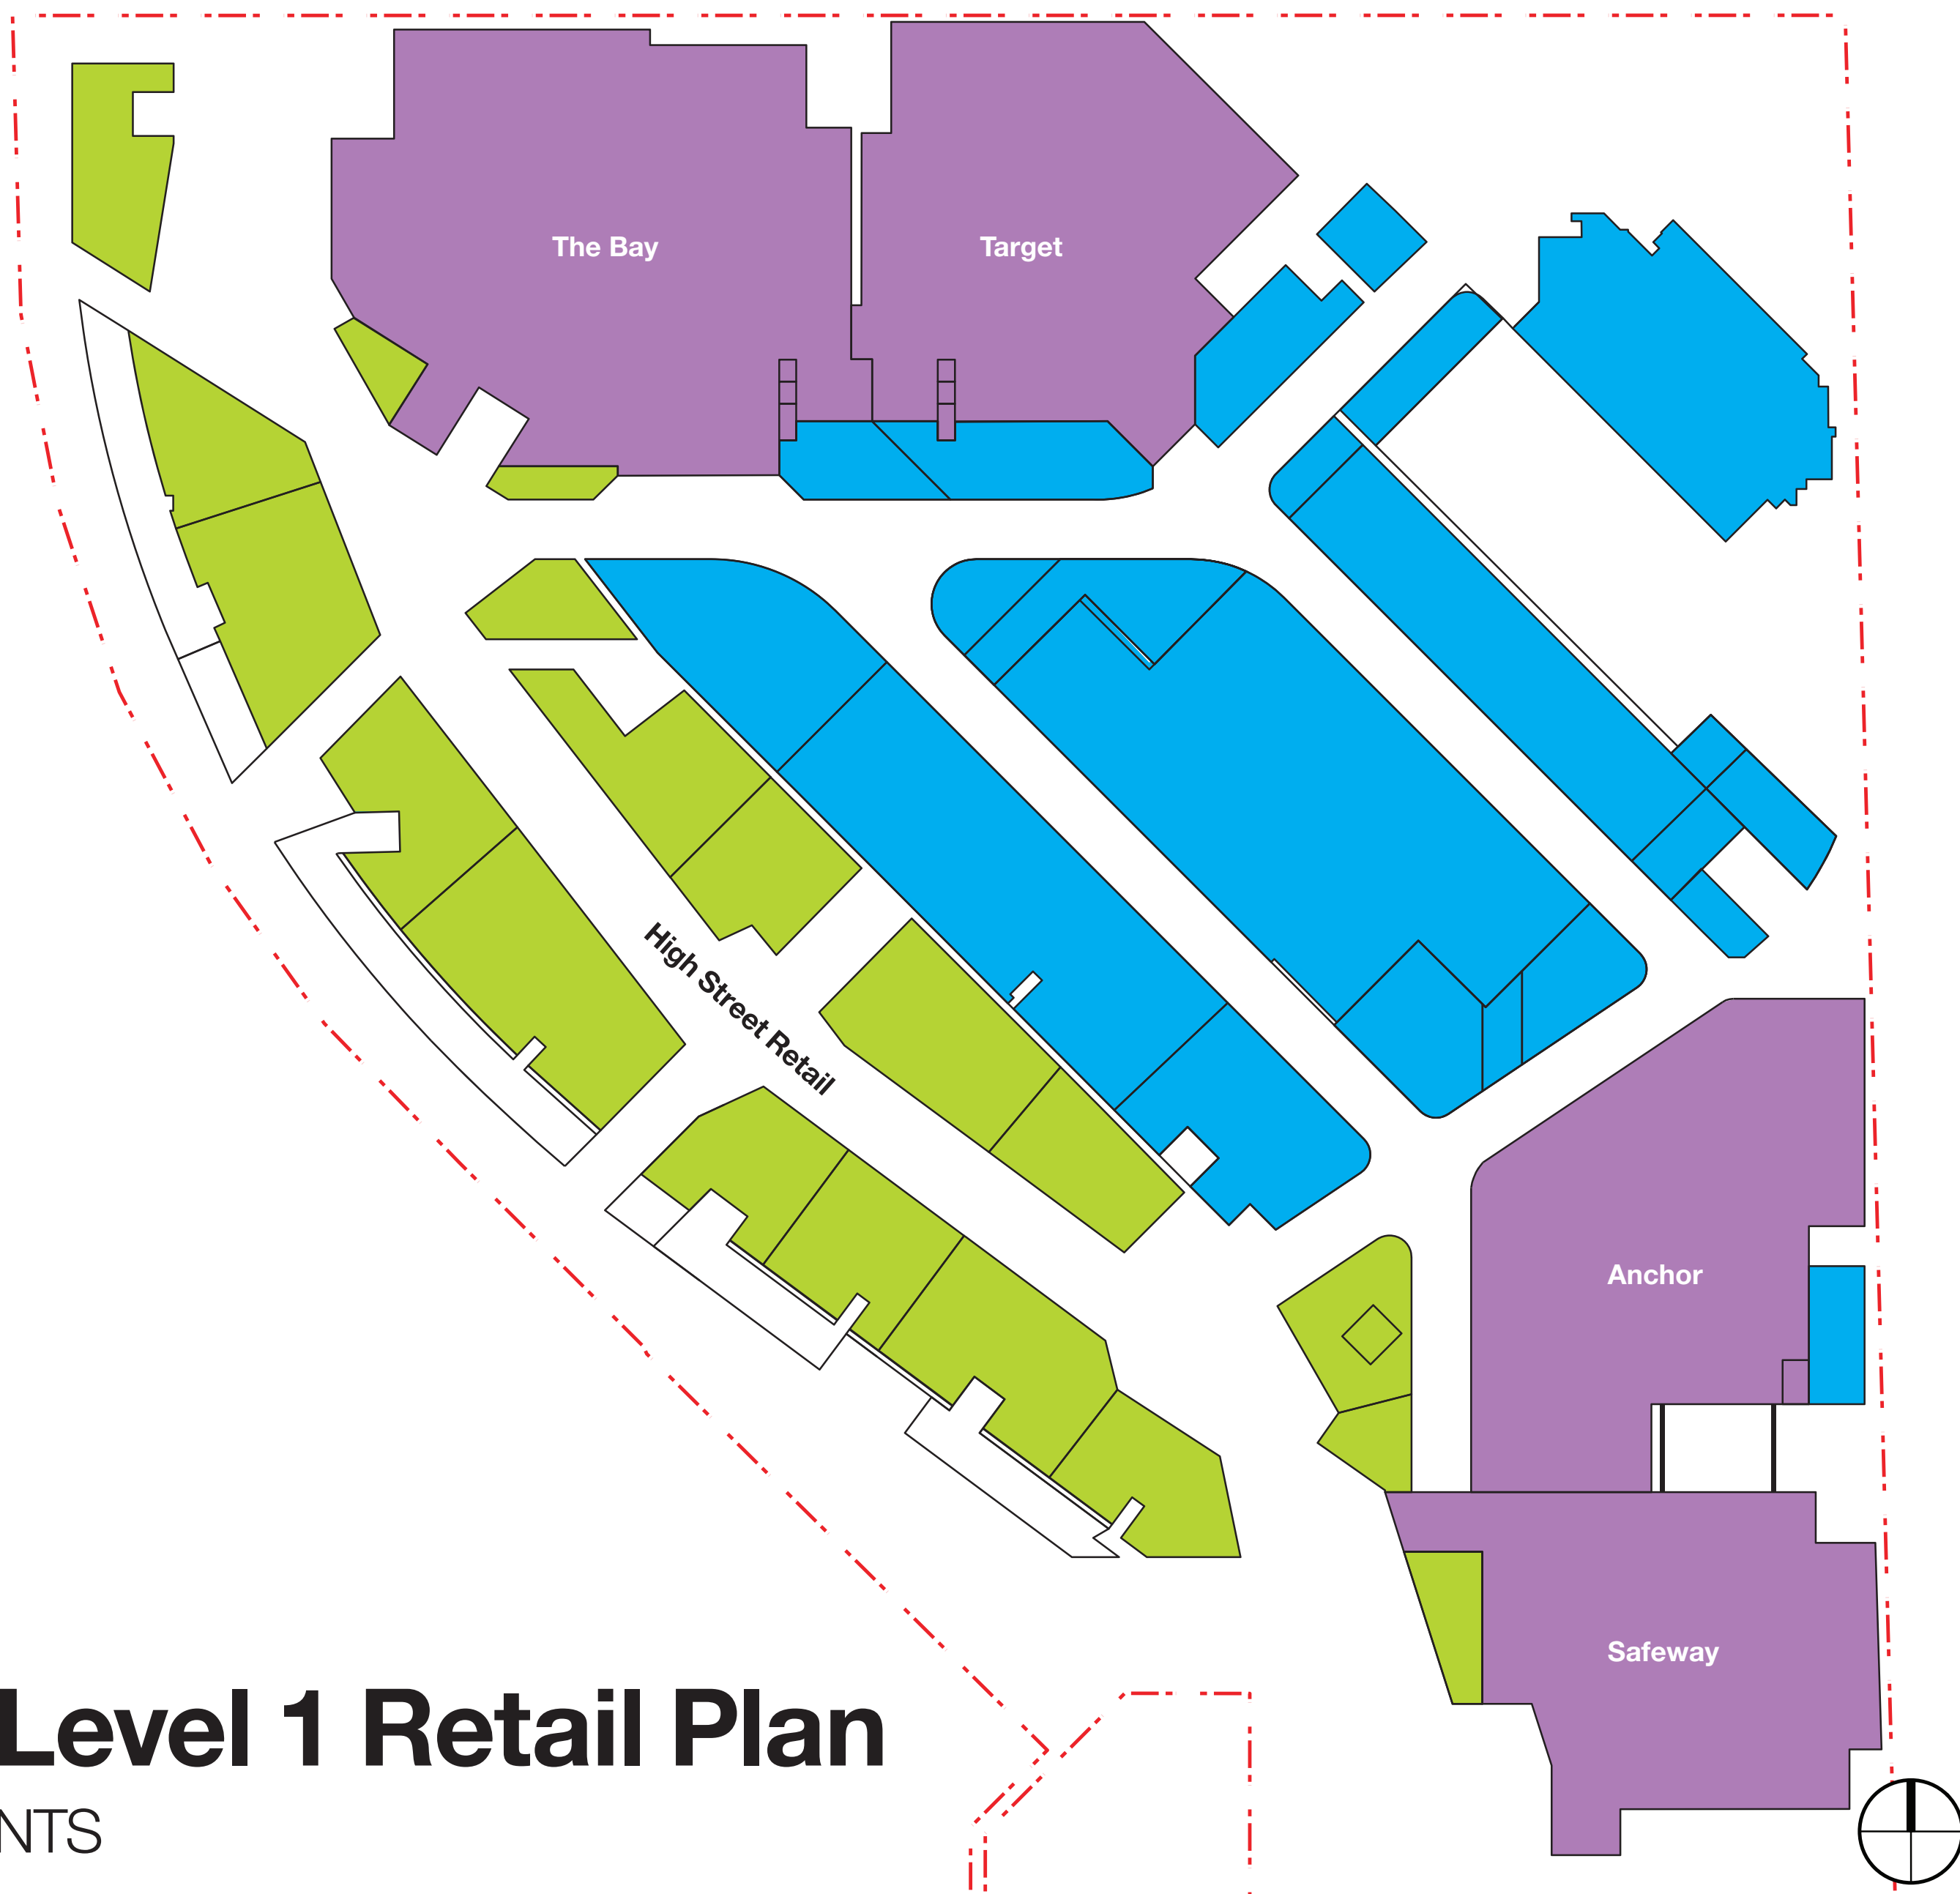 The Bay
Target
High Street Retail
Anchor
Safeway
Level 1 Retail Plan
NTS